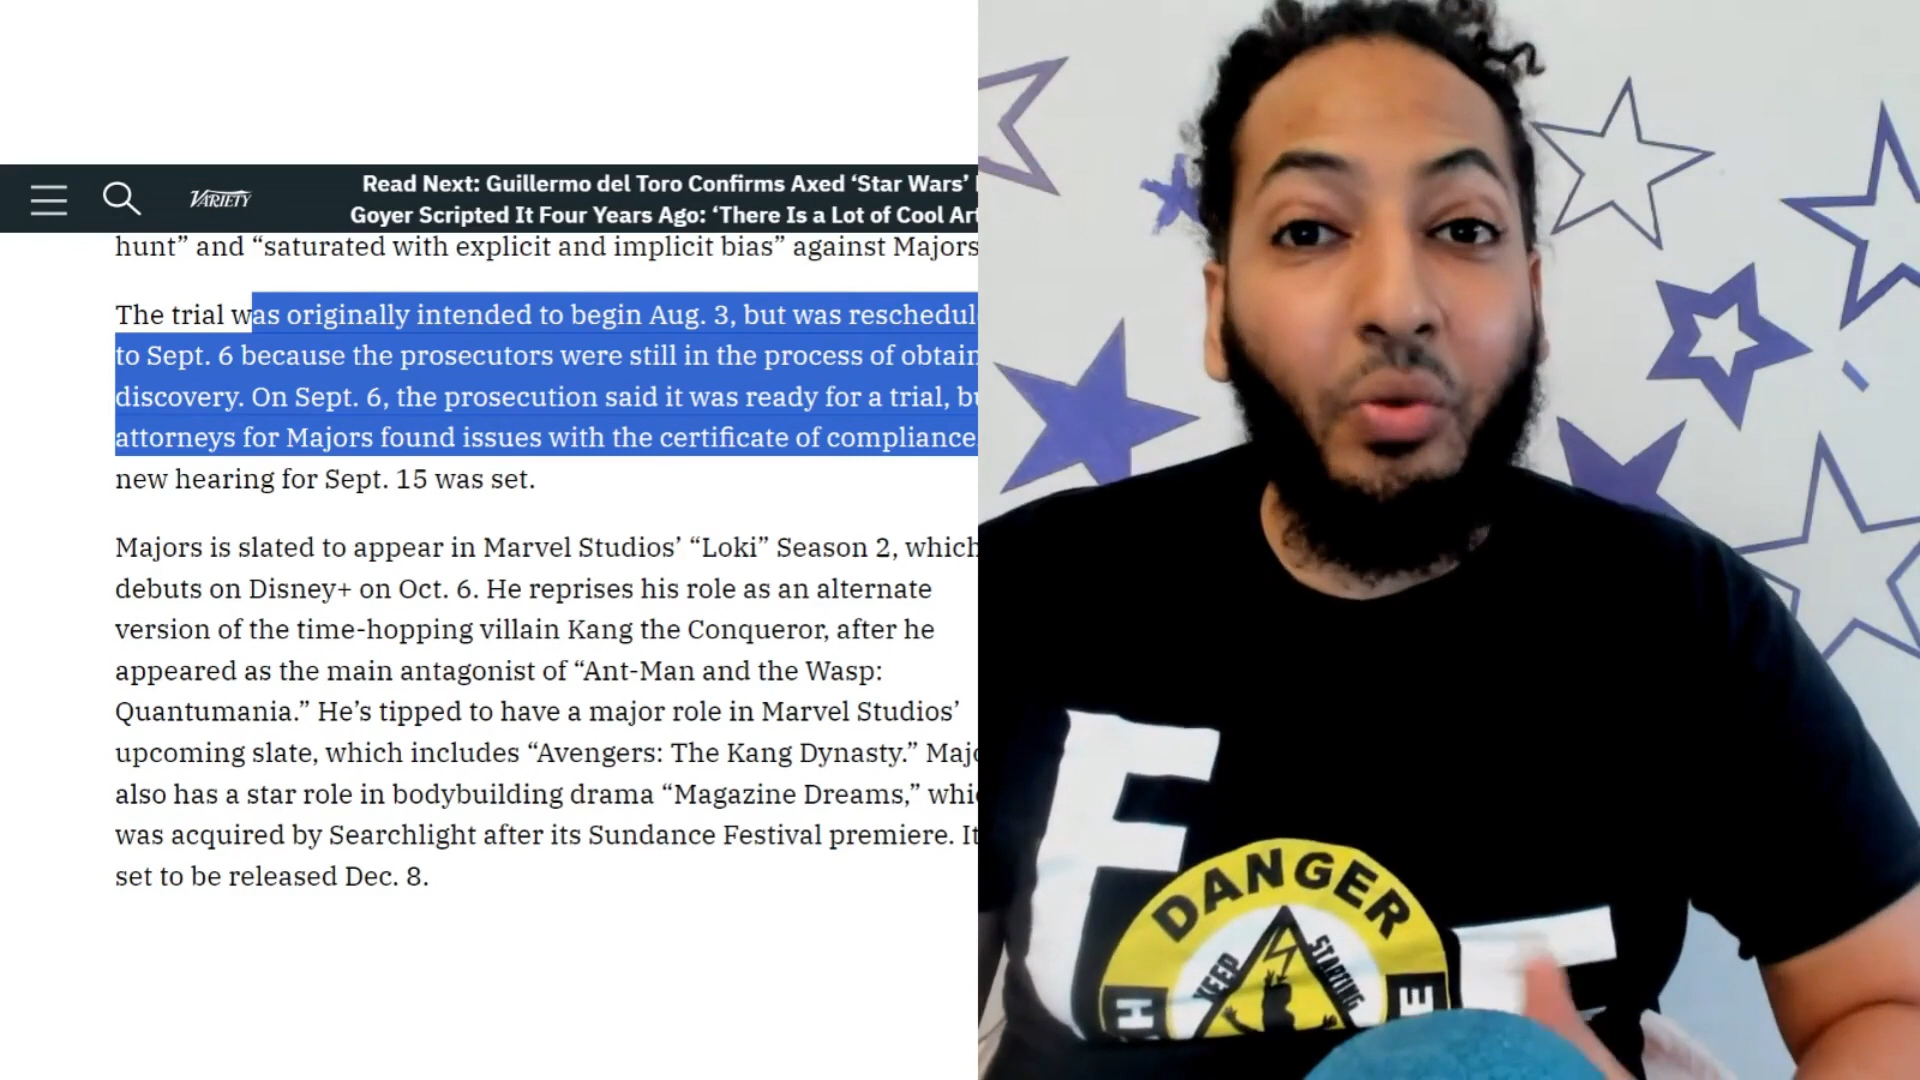 VARIETY
Read Next: Guillermo del Toro Confirms Axed ‘Star Wars’
Goyer Scripted It Four Years Ago: ‘There Is a Lot of Cool Art
hunt” and “saturated with explicit and implicit bias” against Majors
The trial was originally intended to begin Aug. 3, but was reschedul
to Sept. 6 because the prosecutors were still in the process of obtain
discovery. On Sept. 6, the prosecution said it was ready for a trial, bu
attorneys for Majors found issues with the certificate of compliance
new hearing for Sept. 15 was set.
Majors is slated to appear in Marvel Studios’ “Loki” Season 2, which
debuts on Disney+ on Oct. 6. He reprises his role as an alternate
version of the time-hopping villain Kang the Conqueror, after he
appeared as the main antagonist of “Ant-Man and the Wasp:
Quantumania.” He’s tipped to have a major role in Marvel Studios’
upcoming slate, which includes “Avengers: The Kang Dynasty.” Majo
also has a star role in bodybuilding drama “Magazine Dreams,” whi
was acquired by Searchlight after its Sundance Festival premiere. It
set to be released Dec. 8.
DANGER
KEEP STARING
H E